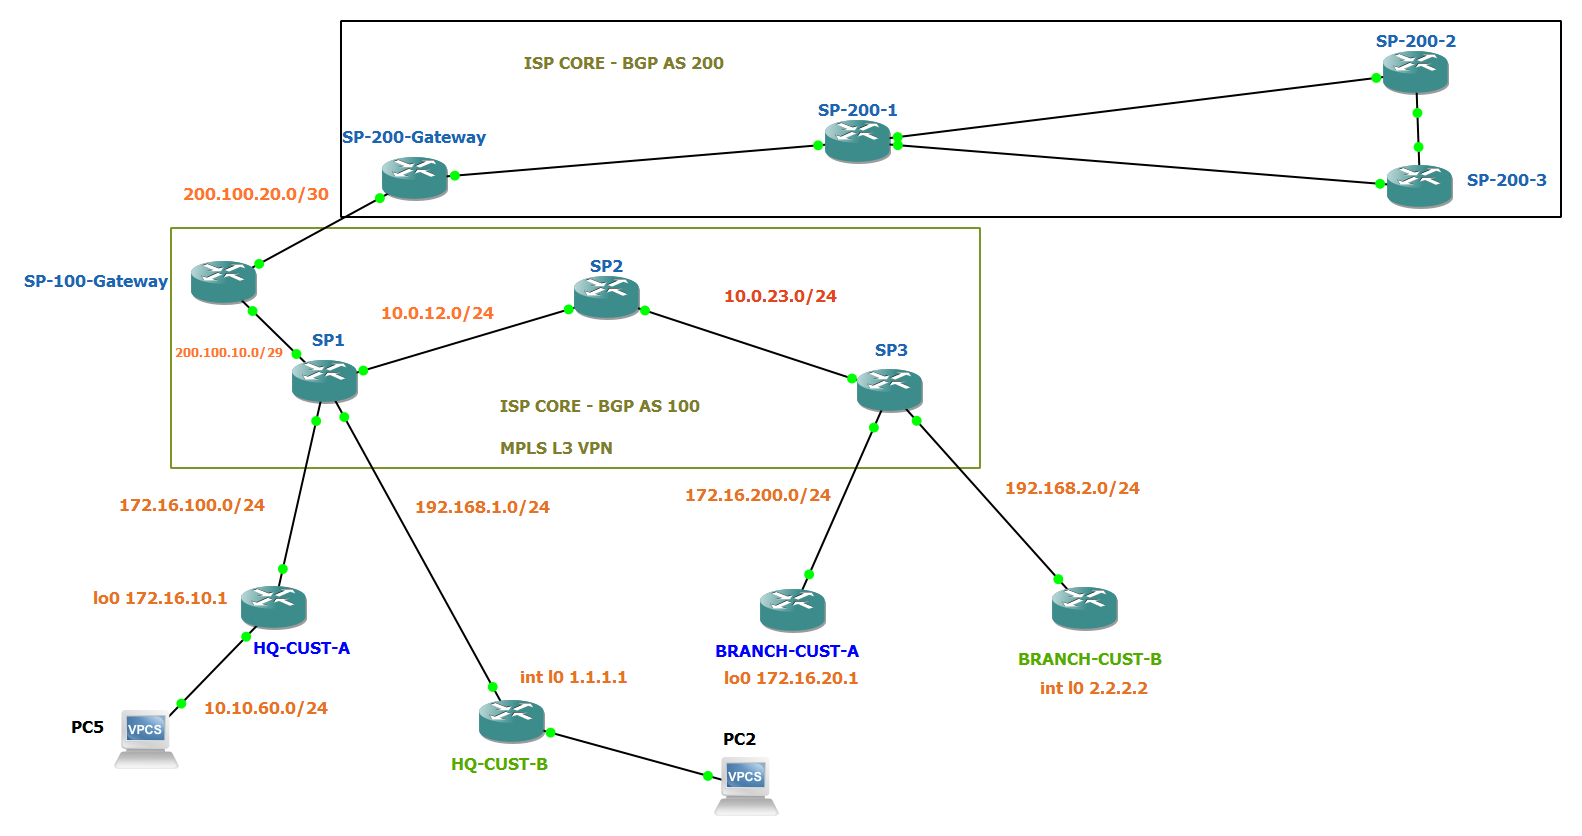 SP-200-2
ISP CORE - BGP AS 200
SP-200-1
SP-200-Gateway
SP-200-3
200.100.20.0/30
SP2
SP-100-Gateway
10.0.23.0/24
10.0.12.0/24
SP1
200.100.10.0/29
SP3
ISP CORE - BGP AS 100
MPLS L3 VPN
192.168.2.0/24
172.16.200.0/24
172.16.100.0/24
192.168.1.0/24
lo0 172.16.10.1
HQ-CUST-A
BRANCH-CUST-A
BRANCH-CUST-B
int l0 1.1.1.1
lo0 172.16.20.1
int l0 2.2.2.2
10.10.60.0/24
PC5
VPCS
PC2
HQ-CUST-B
VPCS